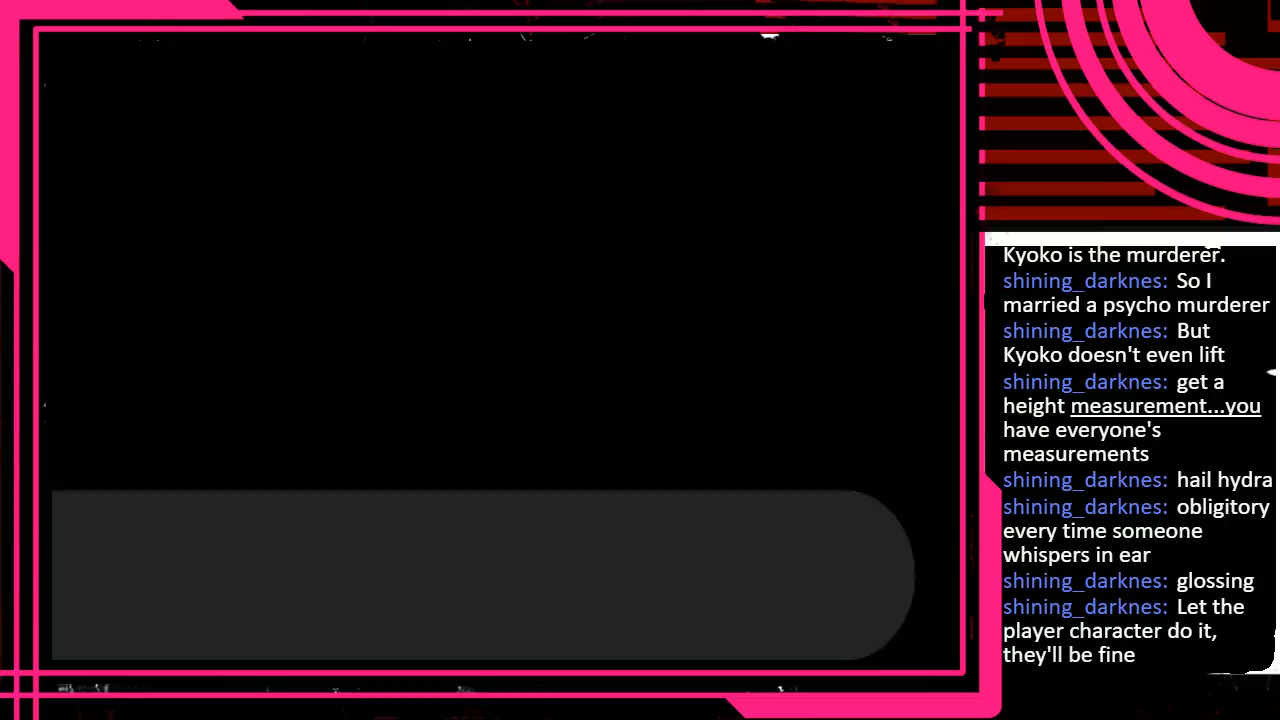 Kyoko is the murderer.
shining_darknes: So I
married a psycho murderer
shining_darknes: But
Kyoko doesn't even lift
shining_darknes: get a
height measurement...you
have everyone's
measurements
shining_darknes: hail hydra
shining_darknes: obligitory
every time someone
whispers in ear
shining_darknes: glossing
shining_darknes: Let the
player character do it,
they'll be fine